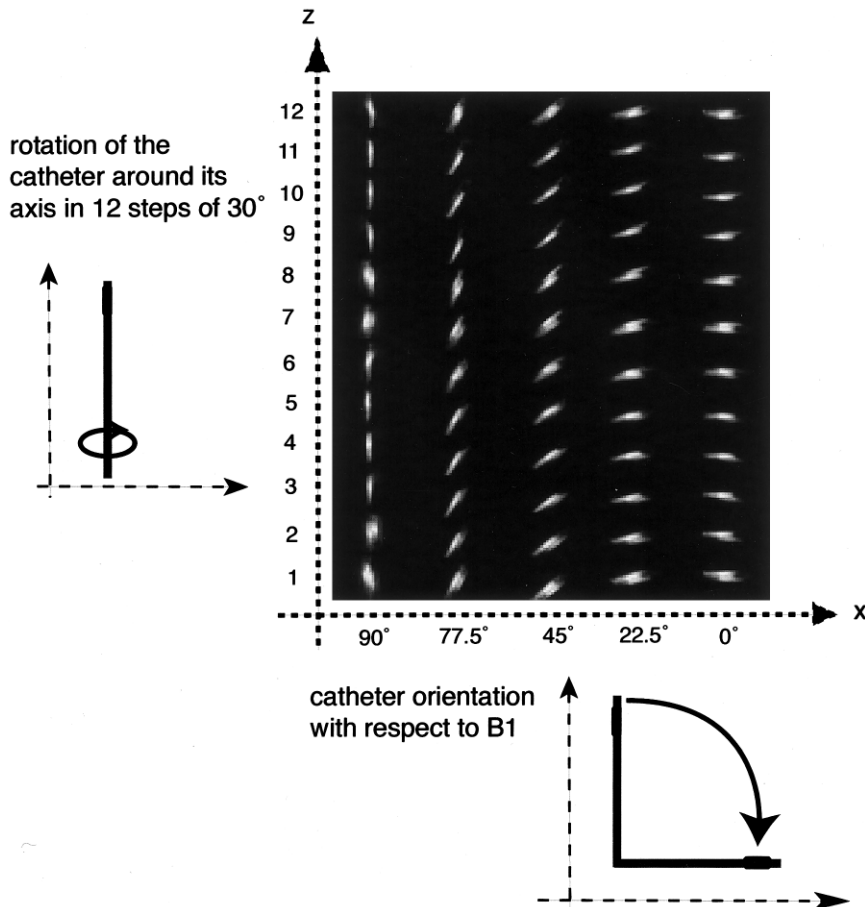 z
12
rotation of the
catheter around its
axis in 12 steps of 30°
11
10
9
8
7
6
5
4
3
2
1
x
90°
77.5°
45°
22.5°
0°
catheter orientation
with respect to B1